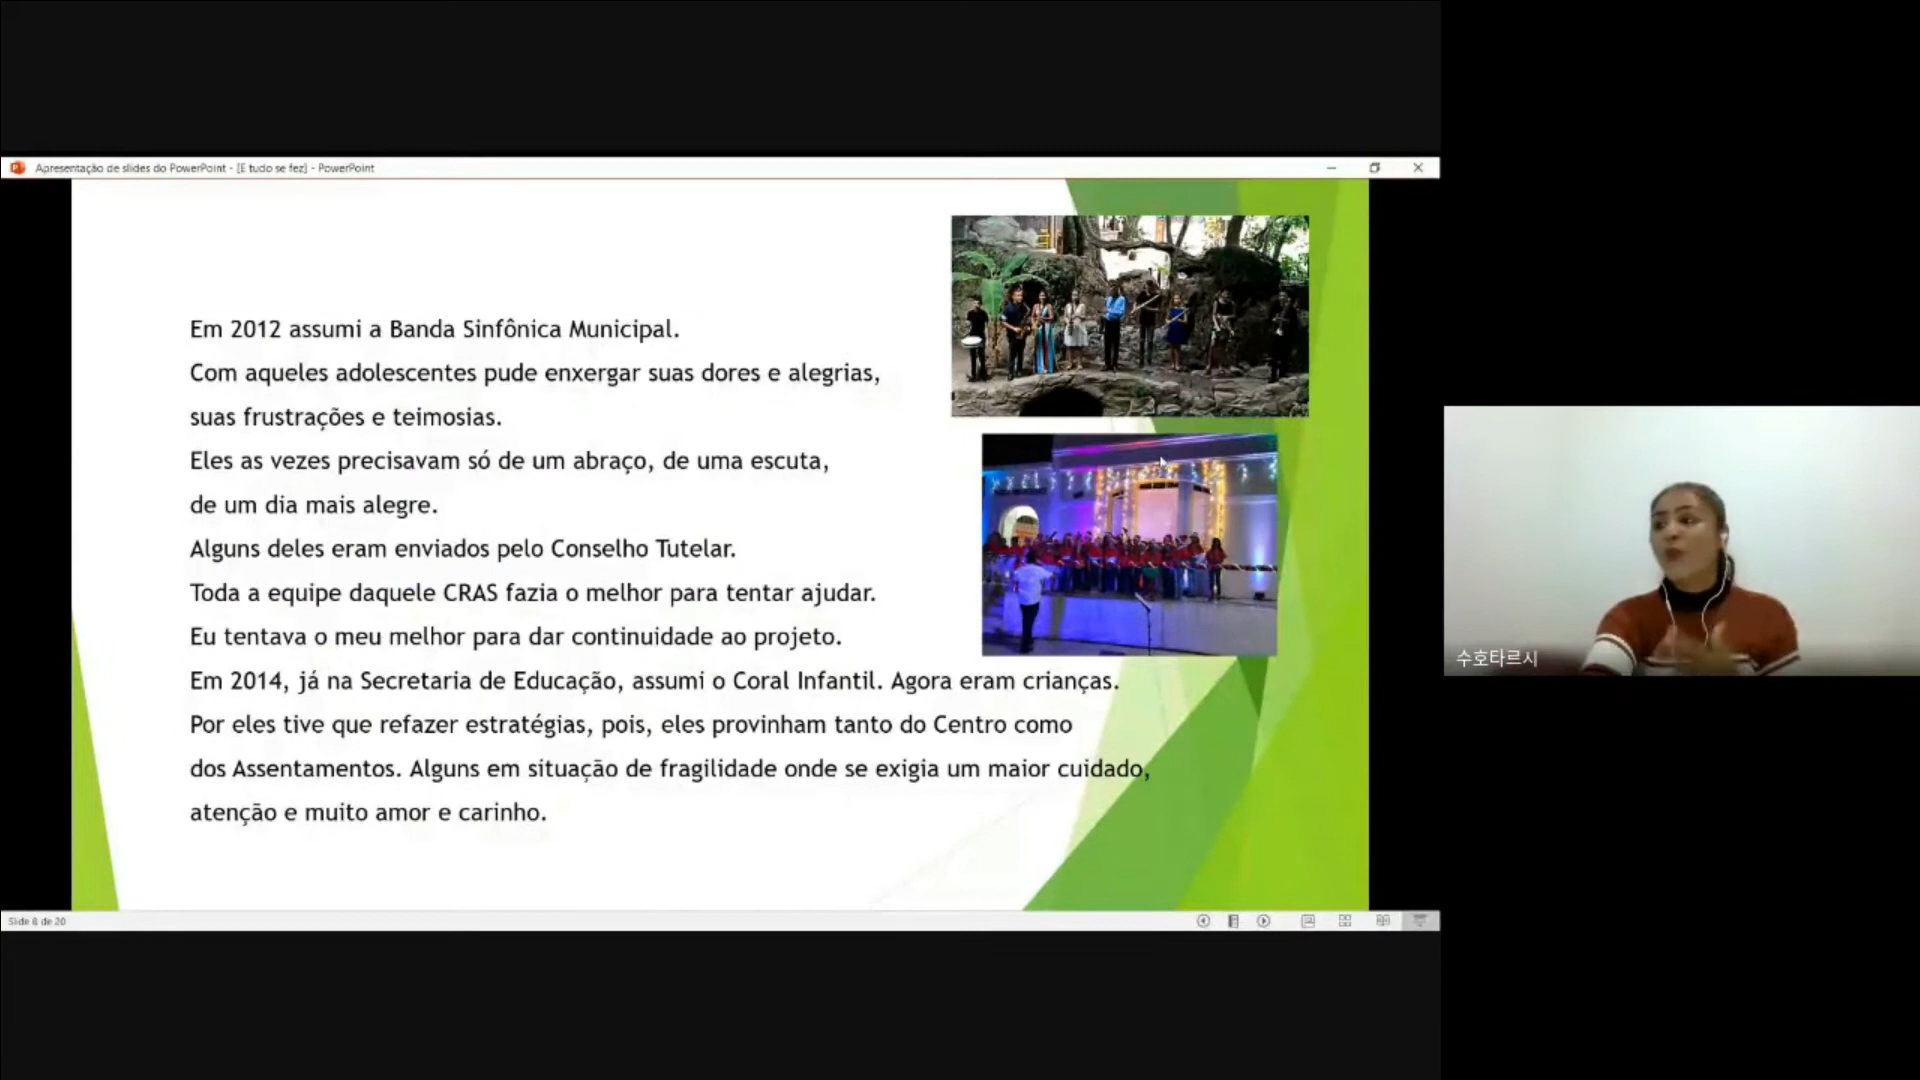 Apresentação de slides do PowerPoint - [E tudo se fez] - PowerPoint
Em 2012 assumi a Banda Sinfônica Municipal.
Com aqueles adolescentes pude enxergar suas dores e alegrias,
suas frustrações e teimosias.
Eles as vezes precisavam só de um abraço, de uma escuta,
de um dia mais alegre.
Alguns deles eram enviados pelo Conselho Tutelar.
Toda a equipe daquele CRAS fazia o melhor para tentar ajudar.
Eu tentava o meu melhor para dar continuidade ao projeto.
Em 2014, já na Secretaria de Educação, assumi o Coral Infantil. Agora eram crianças.
Por eles tive que refazer estratégias, pois, eles provinham tanto do Centro como
dos Assentamentos. Alguns em situação de fragilidade onde se exigia um maior cuidado,
atenção e muito amor e carinho.
수호타르시
Slide 6 de 20